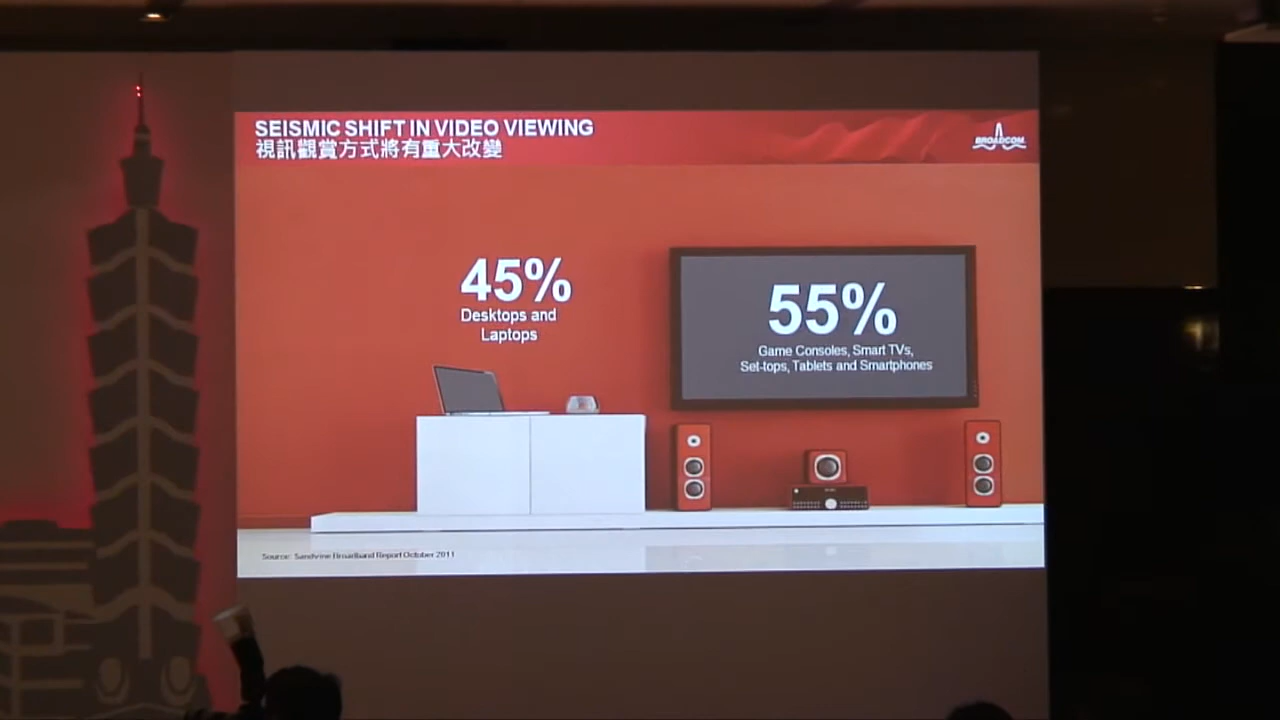 SEISMIC SHIFT IN VIDEO VIEWING
視訊觀賞方式將有重大改變
BROADCOM
45%
Desktops and
Laptops
55%
Game Consoles, Smart TVs,
Set-tops, Tablets and Smartphones
Source: Sandvine Broadband Report October 2011